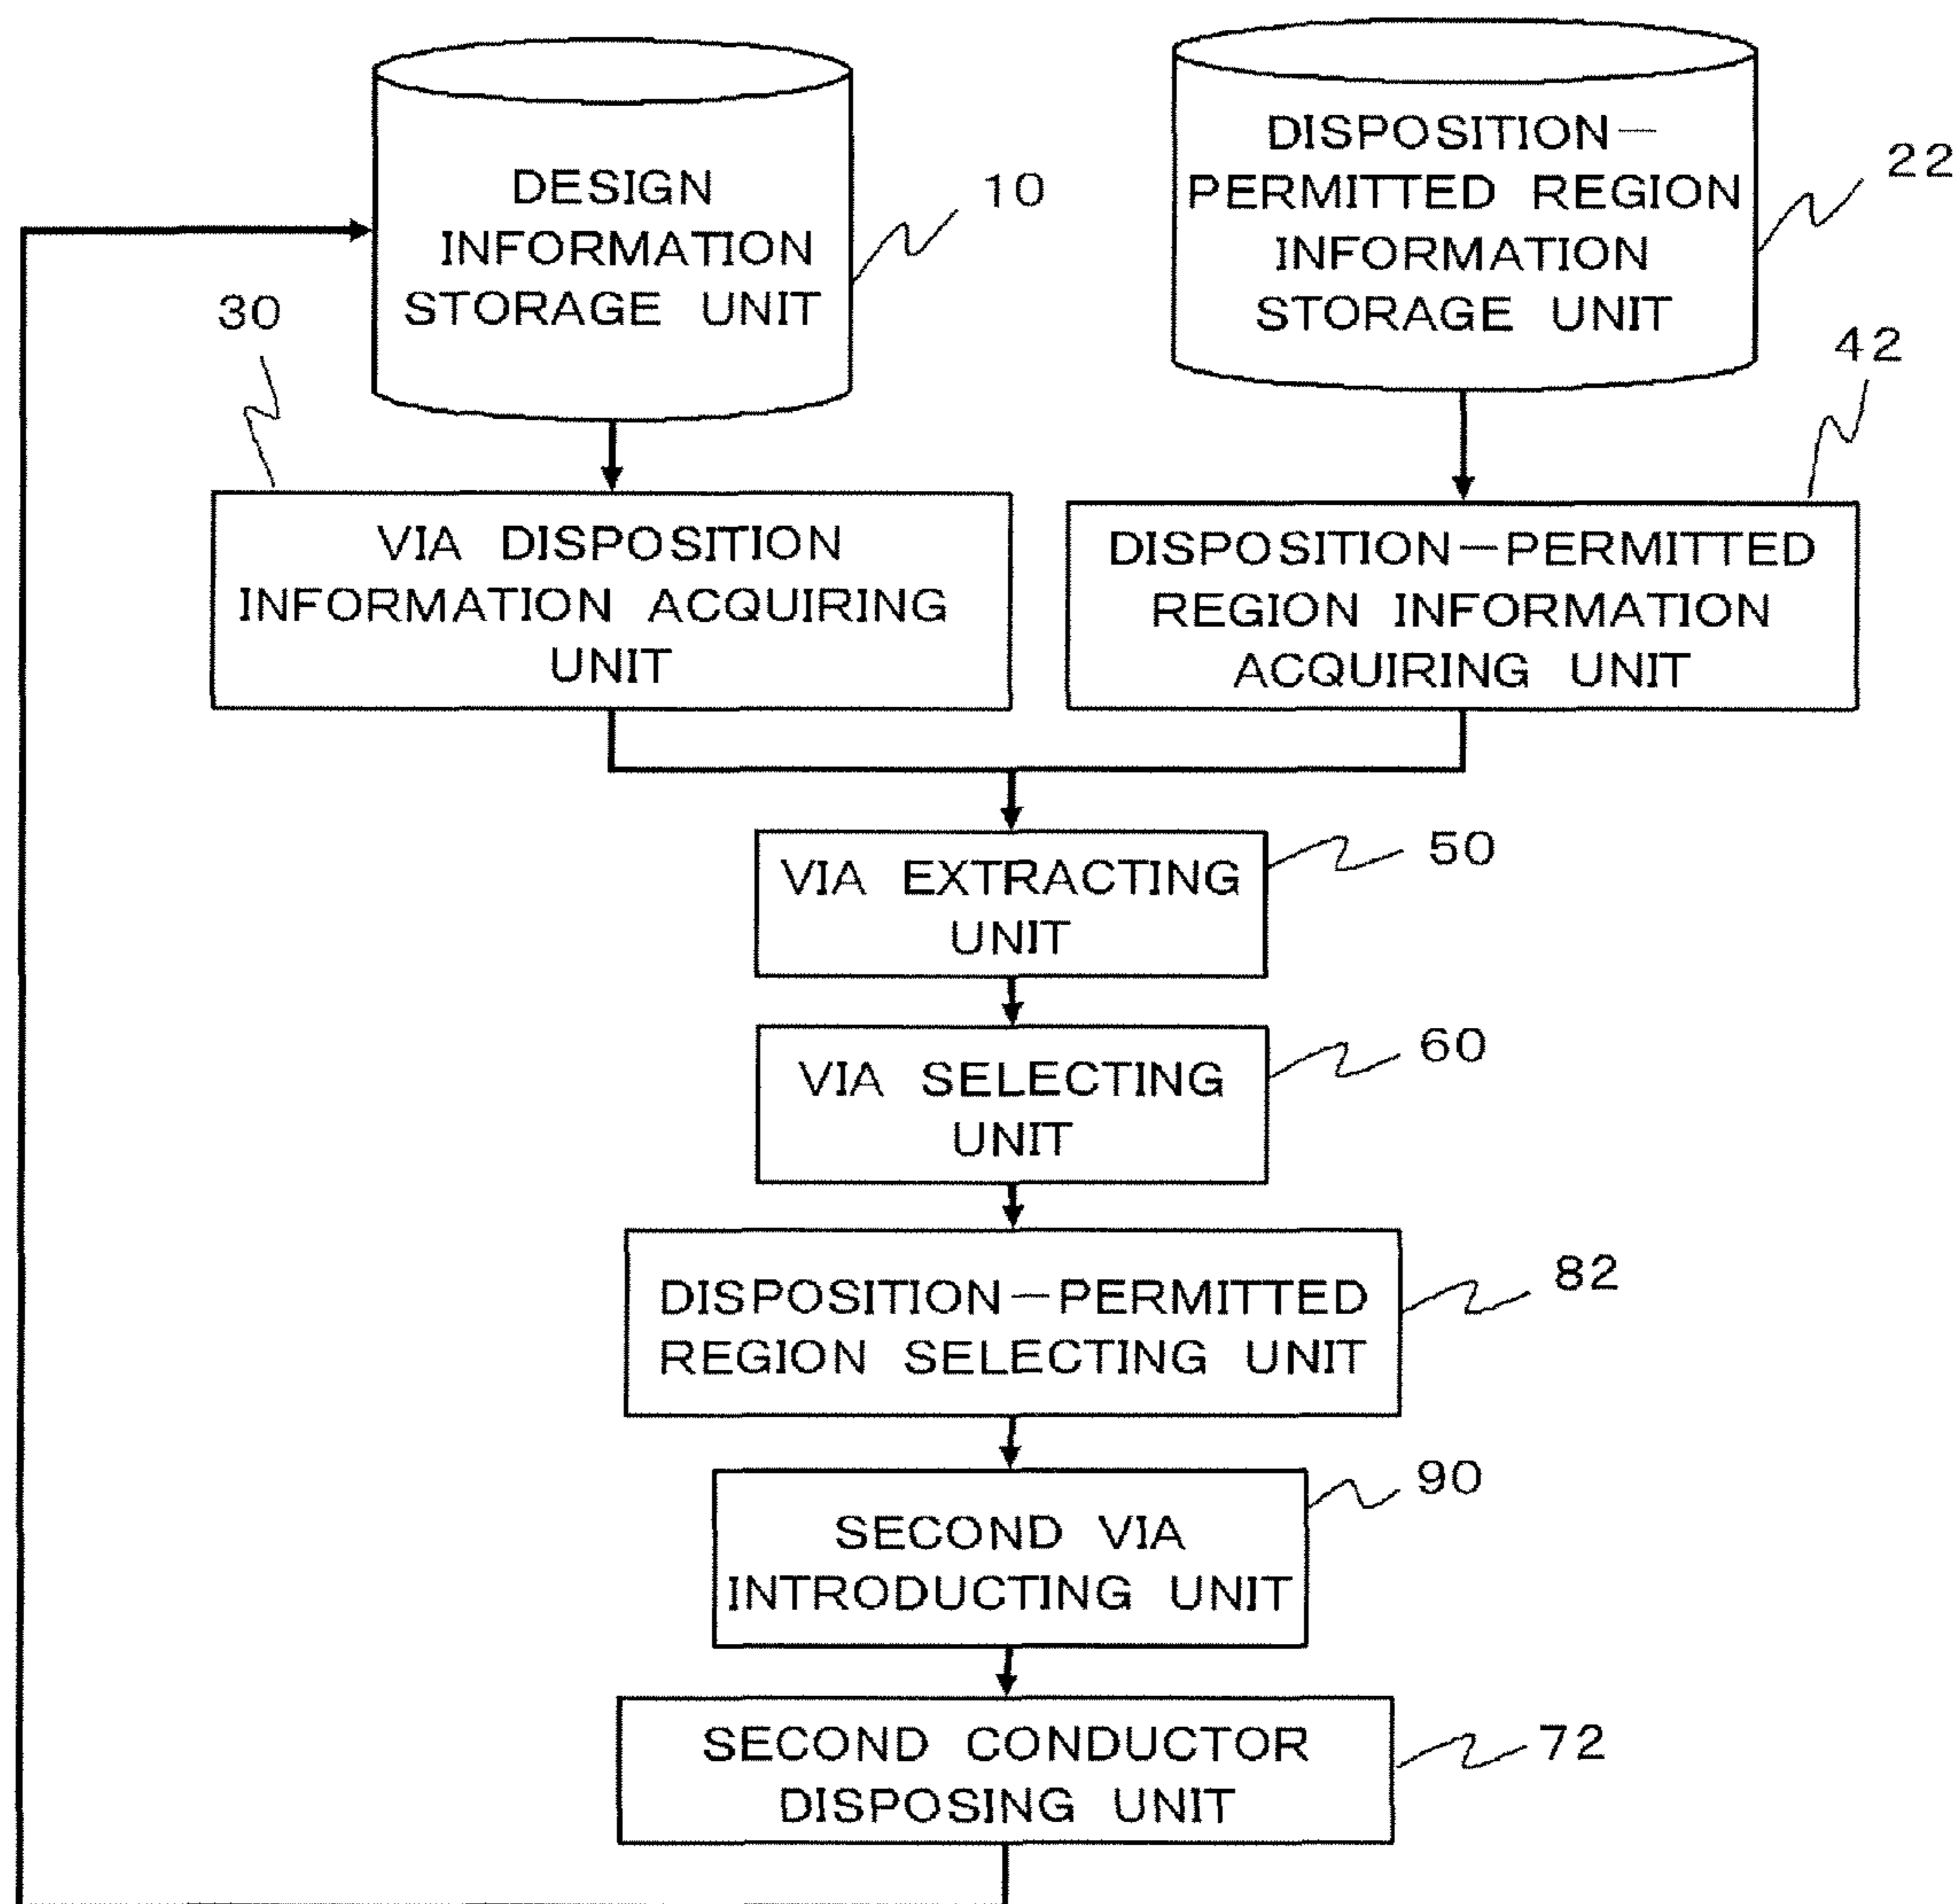 DESIGN
INFORMATION
STORAGE UNIT
10
DISPOSITION—
PERMITTED REGION
INFORMATION
STORAGE UNIT
22
30
VIA DISPOSITION
INFORMATION ACQUIRING
UNIT
42
DISPOSITION—PERMITTED
REGION INFORMATION
ACQUIRING UNIT
VIA EXTRACTING
UNIT
50
VIA SELECTING
UNIT
60
DISPOSITION—PERMITTED
REGION SELECTING UNIT
82
SECOND VIA
INTRODUCTING UNIT
90
SECOND CONDUCTOR
DISPOSING UNIT
72